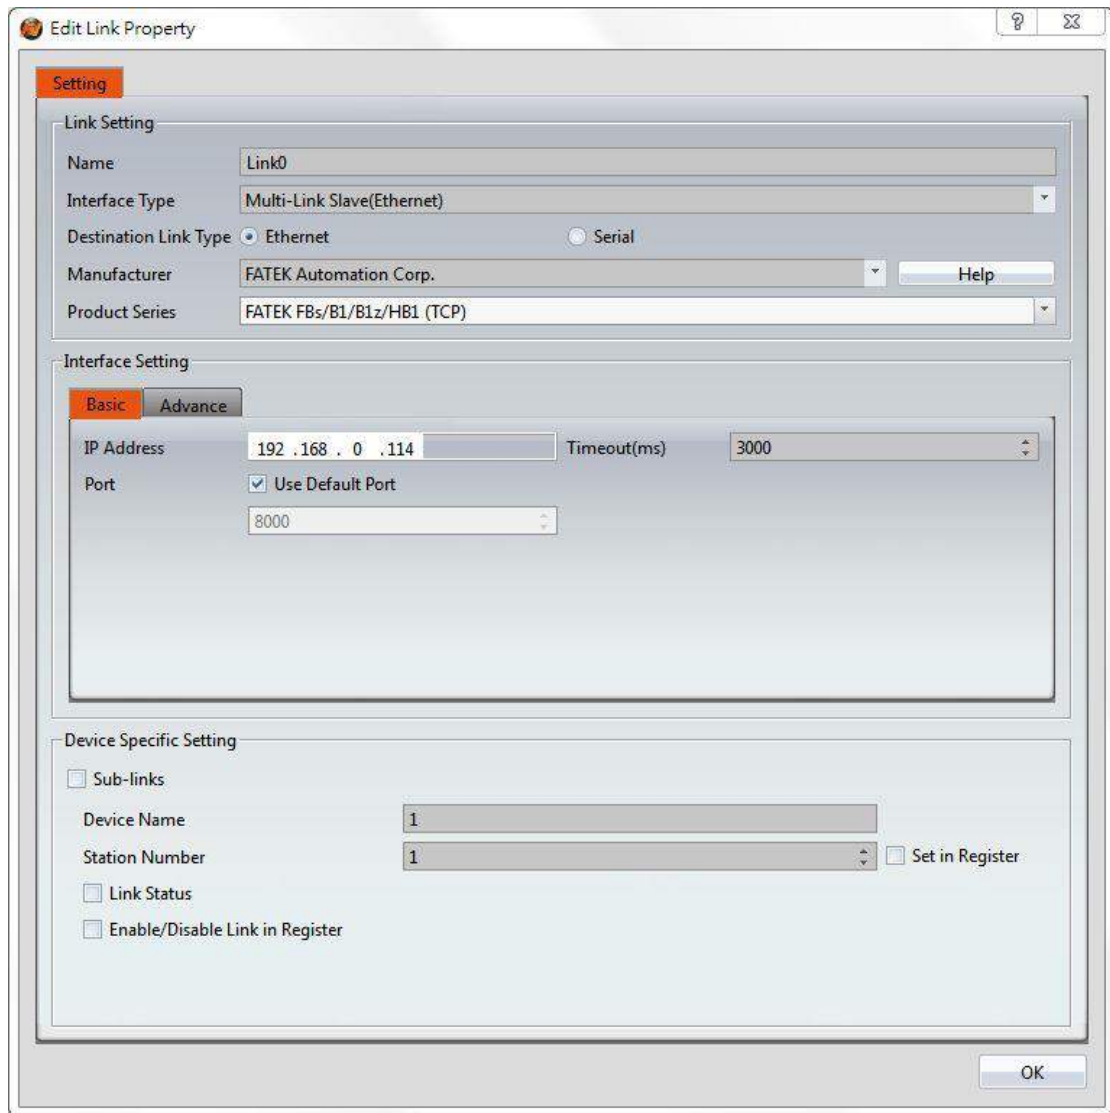 Edit Link Property
Setting
Link Setting
Name Link0
Interface Type Multi-Link Slave(Ethernet)
Destination Link Type Ethernet Serial
Manufacturer FATEK Automation Corp. Help
Product Series FATEK FBs/B1/B1z/HB1 (TCP)
Interface Setting
Basic Advance
IP Address 192 .168 . 0 .114 Timeout(ms) 3000
Port Use Default Port
8000
Device Specific Setting
Sub-links
Device Name 1
Station Number 1 Set in Register
Link Status
Enable/Disable Link in Register
OK